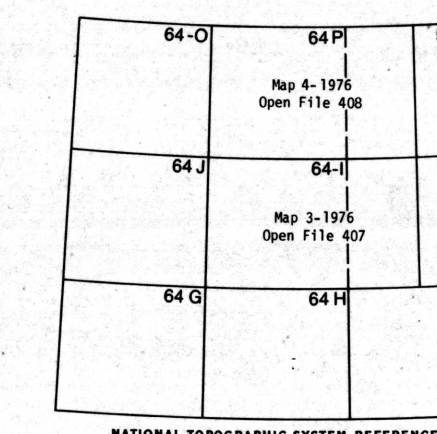 64-O 64 P
Map 4-1976
Open File 408
64 J 64-I
Map 3-1976
Open File 407
64 G 64 H
NATIONAL TOPOGRAPHIC SYSTEM REFERENCE